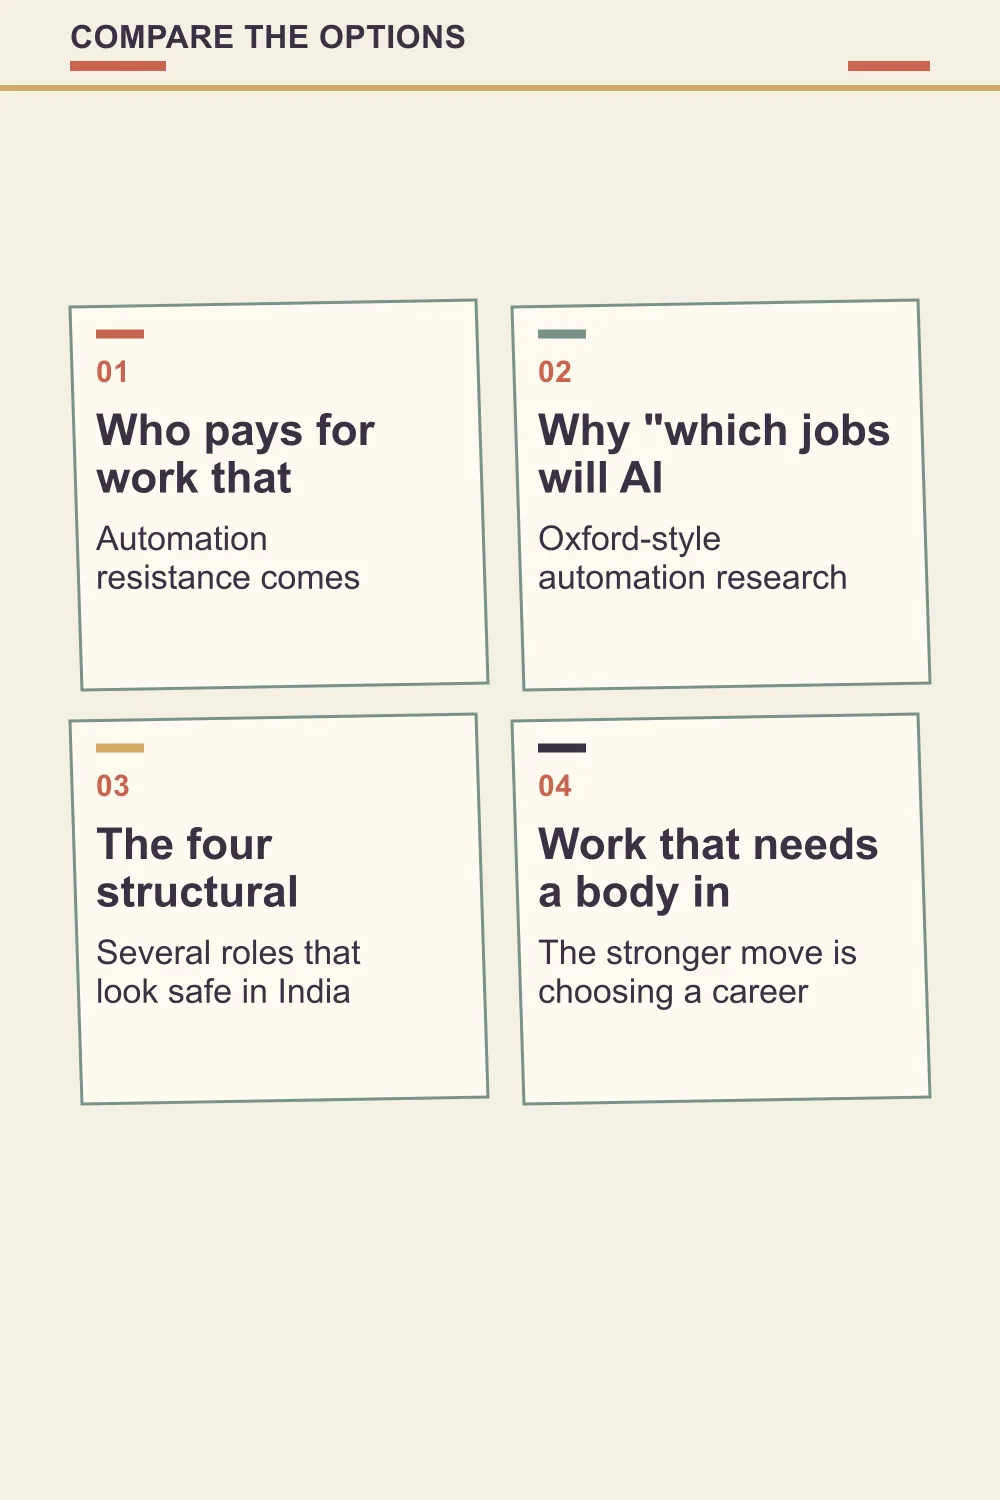 COMPARE THE OPTIONS
01
Who pays for
work that
Automation
resistance comes
02
Why "which jobs
will AI
Oxford-style
automation research
03
The four
structural
Several roles that
look safe in India
04
Work that needs
a body in
The stronger move is
choosing a career